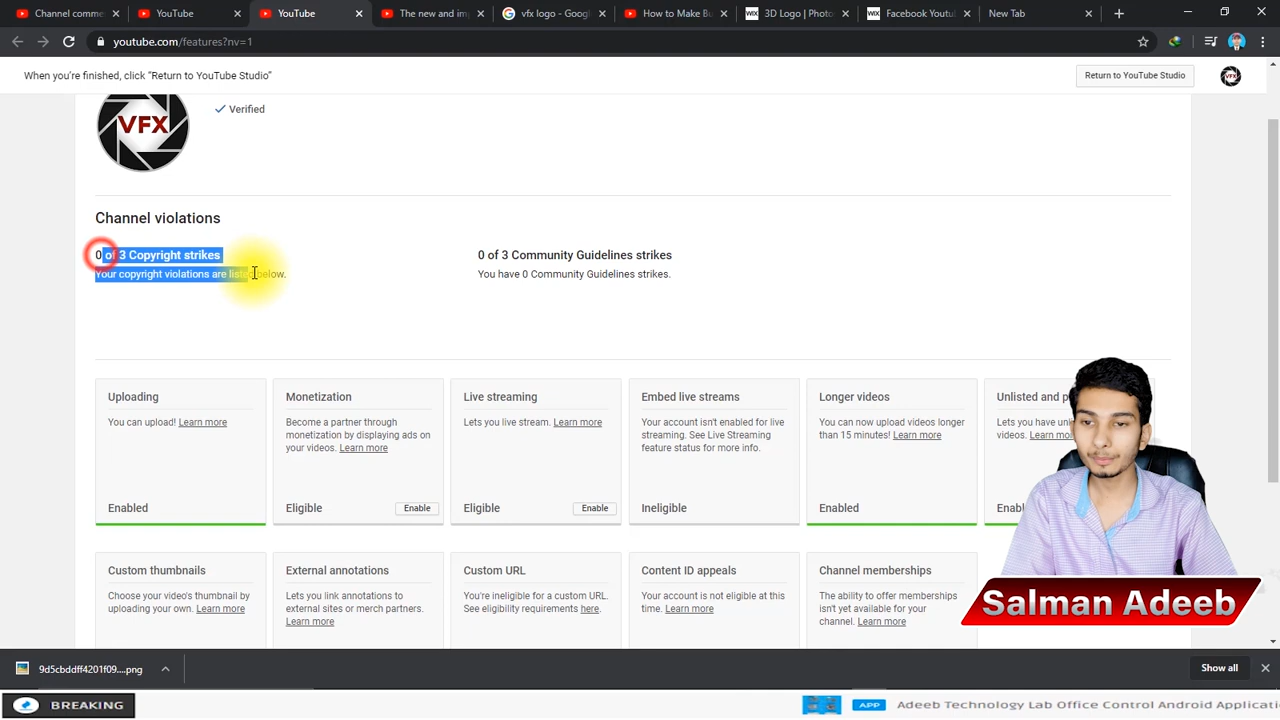 Channel comme
YouTube
YouTube
The new and imp
vfx logo - Googl
How to Make Bu
WIX 3D Logo | Photo
WIX Facebook Youtu
New Tab
youtube.com/features?nv=1
When you're finished, click "Return to YouTube Studio"
Return to YouTube Studio
VFX
VFX
Verified
Channel violations
0 of 3 Copyright strikes
Your copyright violations are listed below.
0 of 3 Community Guidelines strikes
You have 0 Community Guidelines strikes.
Uploading
You can upload! Learn more
Enabled
Monetization
Become a partner through
monetization by displaying ads on
your videos. Learn more
Eligible
Enable
Live streaming
Lets you live stream. Learn more
Eligible
Enable
Embed live streams
Your account isn't enabled for live
streaming. See Live Streaming
feature status for more info.
Ineligible
Longer videos
You can now upload videos longer
than 15 minutes! Learn more
Enabled
Unlisted and p
Lets you have unl
videos. Learn mo
Enabl
Custom thumbnails
Choose your video's thumbnail by
uploading your own. Learn more
External annotations
Lets you link annotations to
external sites or merch partners.
Learn more
Custom URL
You're ineligible for a custom URL.
See eligibility requirements here.
Content ID appeals
Your account is not eligible at this
time. Learn more
Channel memberships
The ability to offer memberships
isn't yet available for your
channel. Learn more
Salman Adeeb
9d5cbddff4201f09....png
Show all
BREAKING
APP
Adeeb Technology Lab Office Control Android Applicati